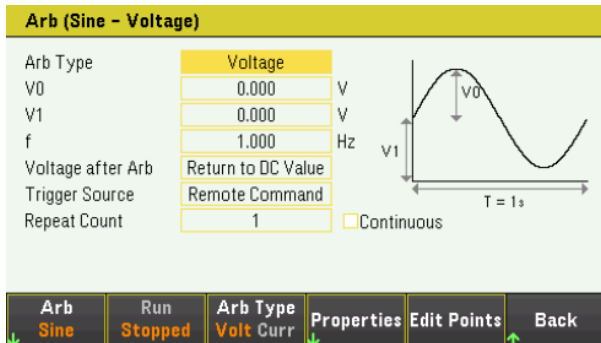 Arb (Sine – Voltage)
Arb Type Voltage
V0 0.000 V
V1 0.000 V
f 1.000 Hz
Voltage after Arb Return to DC Value
Trigger Source Remote Command
Repeat Count 1 Continuous
V0
V1
T = 1s
Arb Run Arb Type Properties Edit Points Back
Sine Stopped Volt Curr